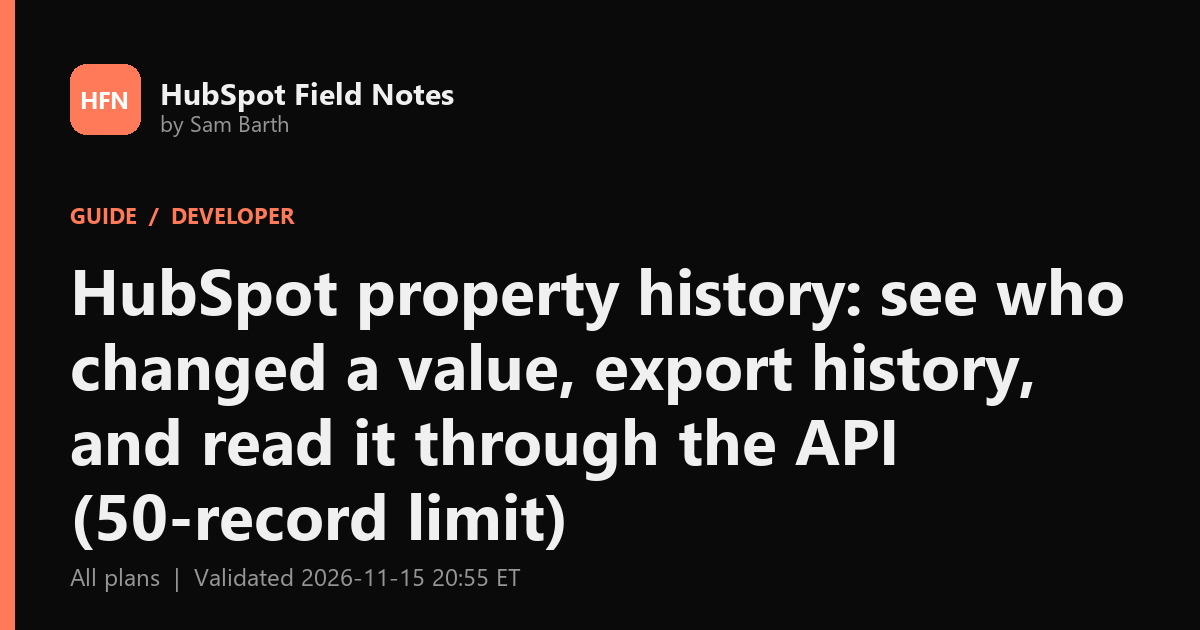 HFN
HubSpot Field Notes
by Sam Barth
GUIDE / DEVELOPER
HubSpot property history: see who
changed a value, export history,
and read it through the API
(50-record limit)
All plans | Validated 2026-11-15 20:55 ET